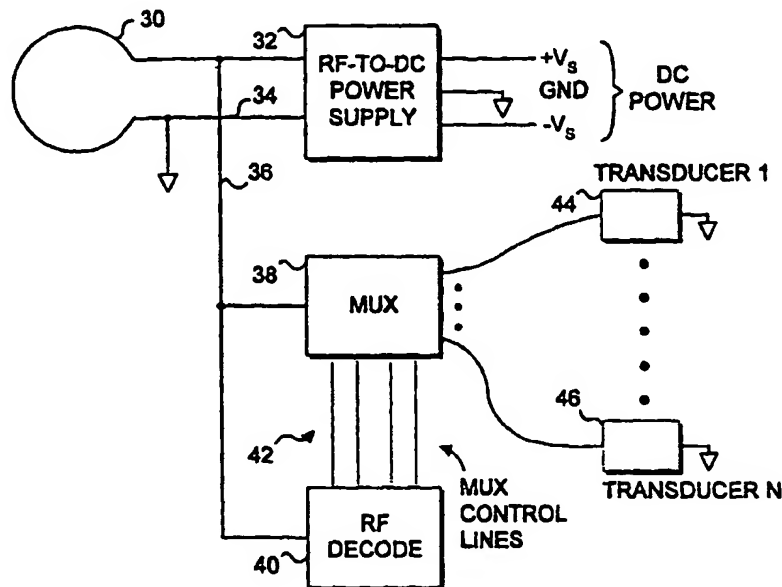 30
32
RF-TO-DC
POWER
SUPPLY
+Vs
GND
-Vs
DC
POWER
34
36
TRANSDUCER 1
44
38
MUX
46
TRANSDUCER N
42
MUX
CONTROL
LINES
RF
DECODE
40